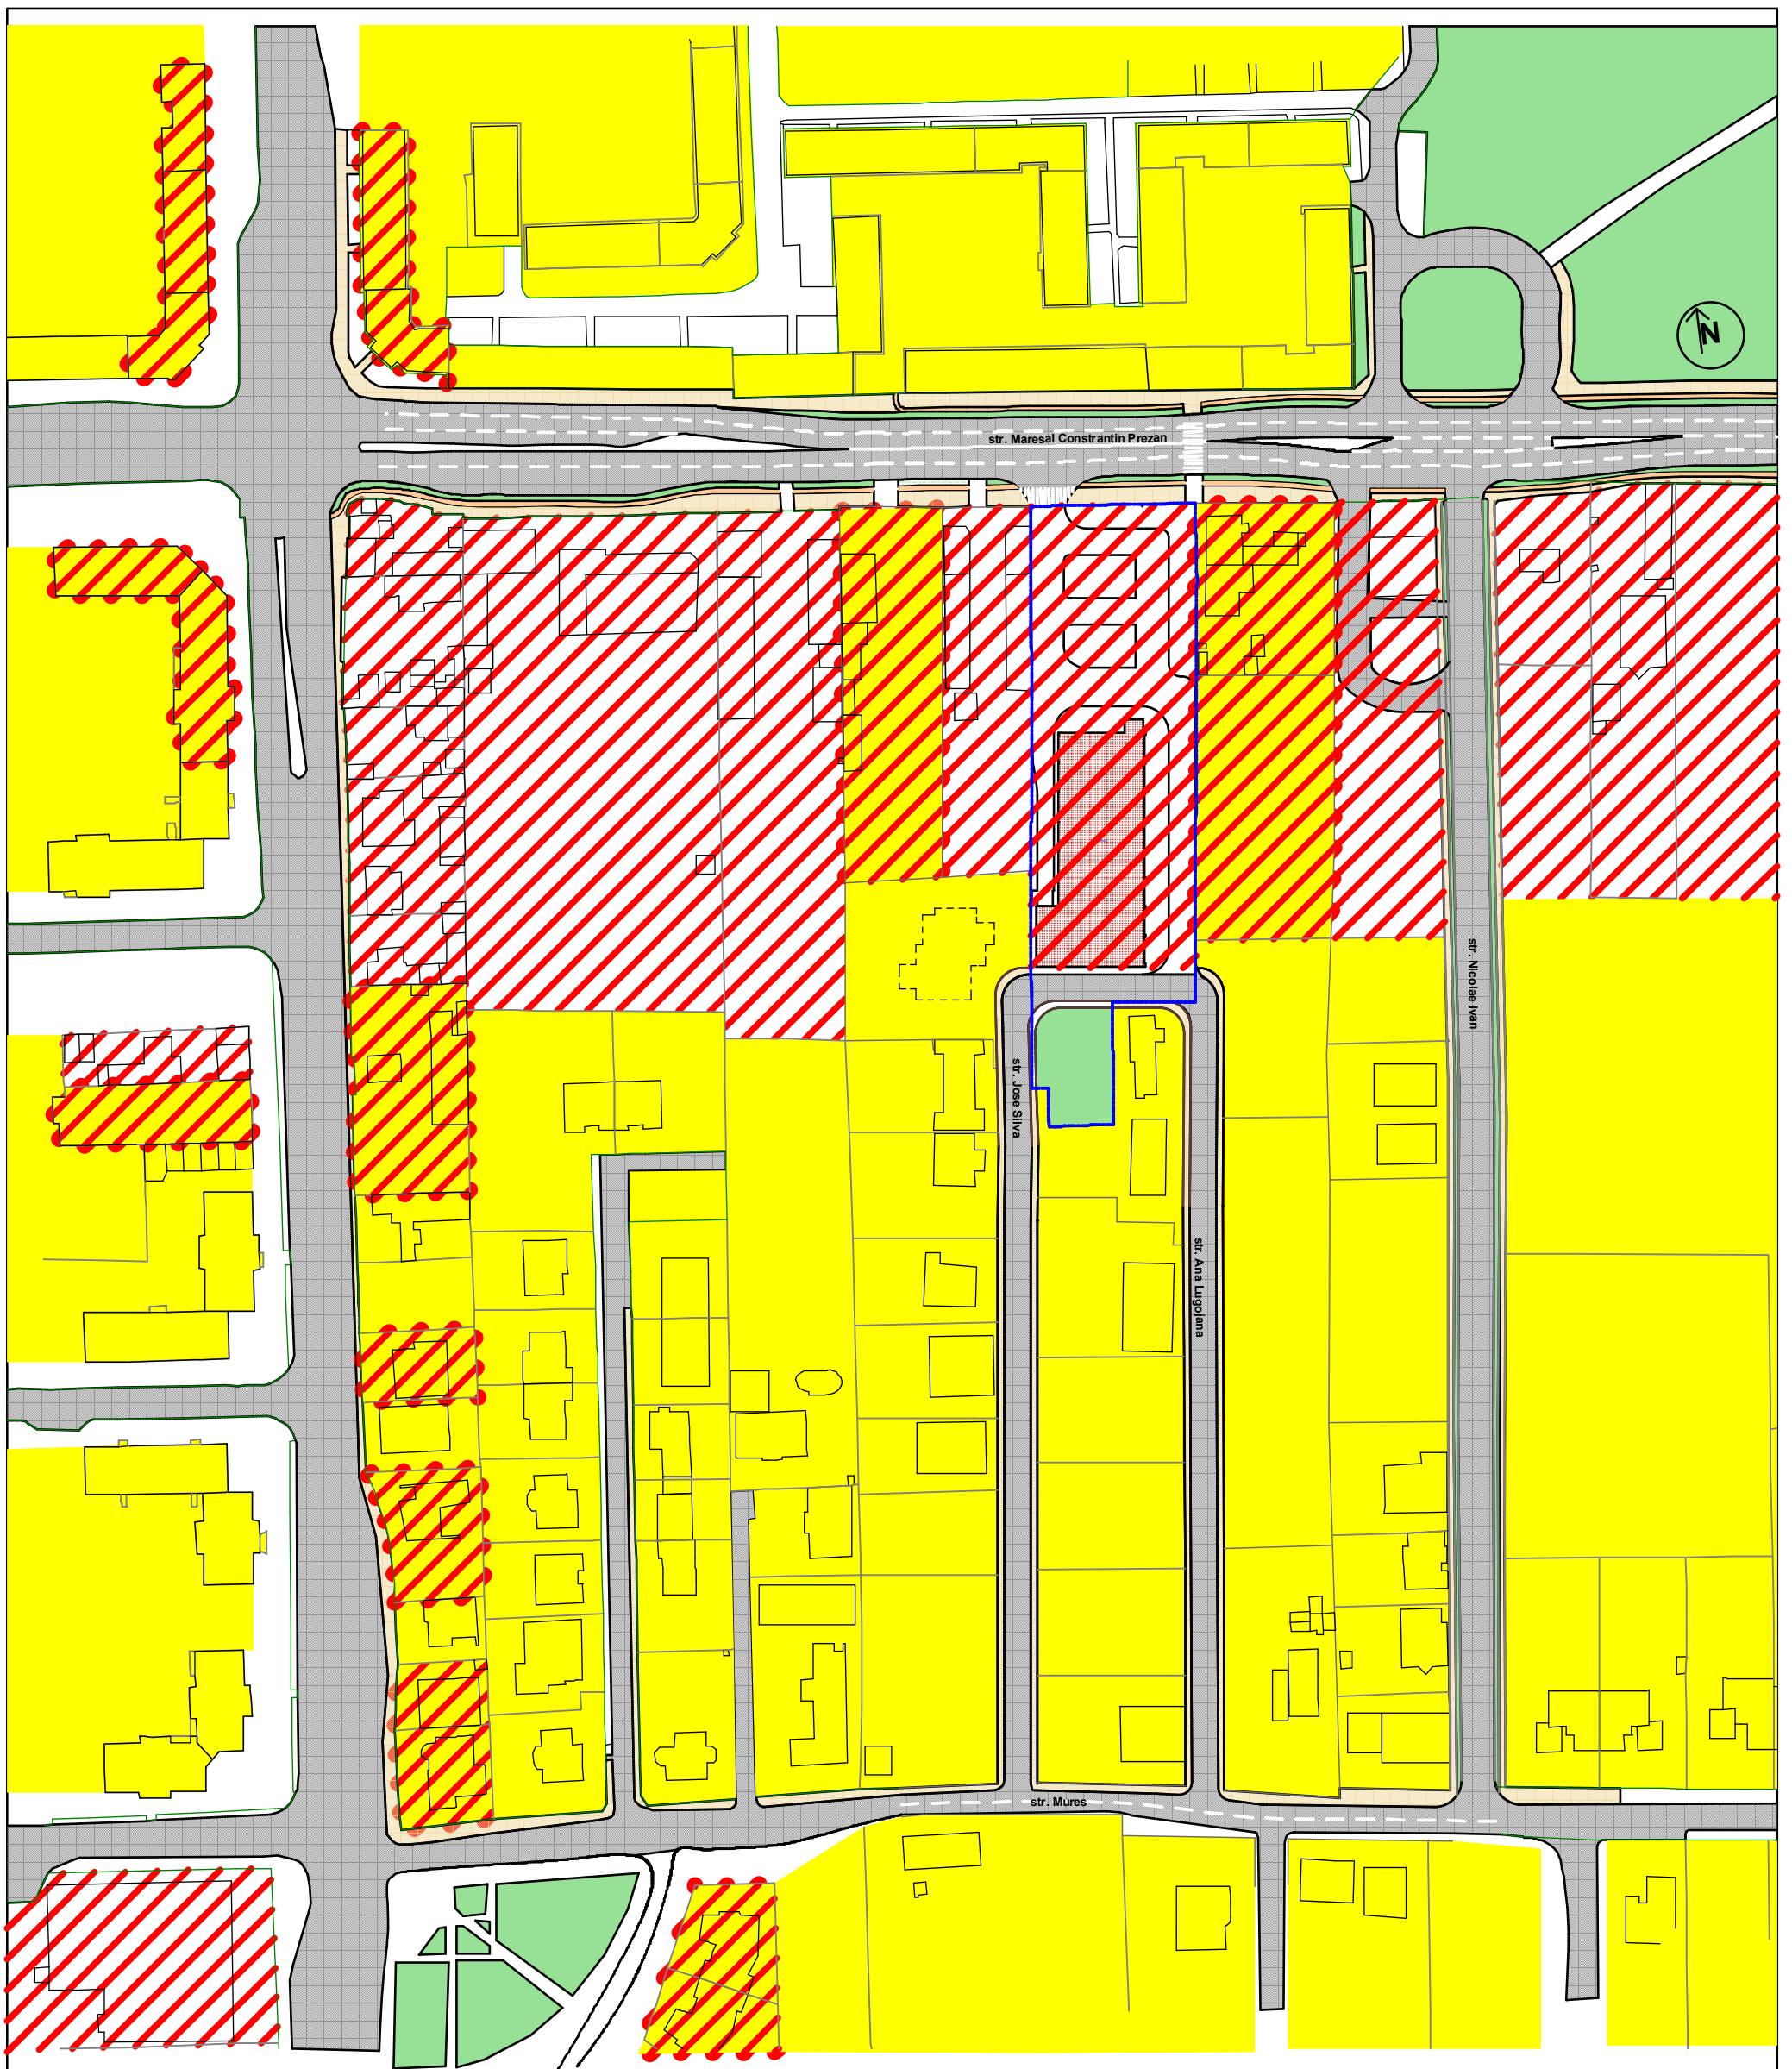 N
str. Maresal Constrantin Prezan
str. Nicolae Ivan
str. Jose Silva
str. Ana Lugojana
str. Mures